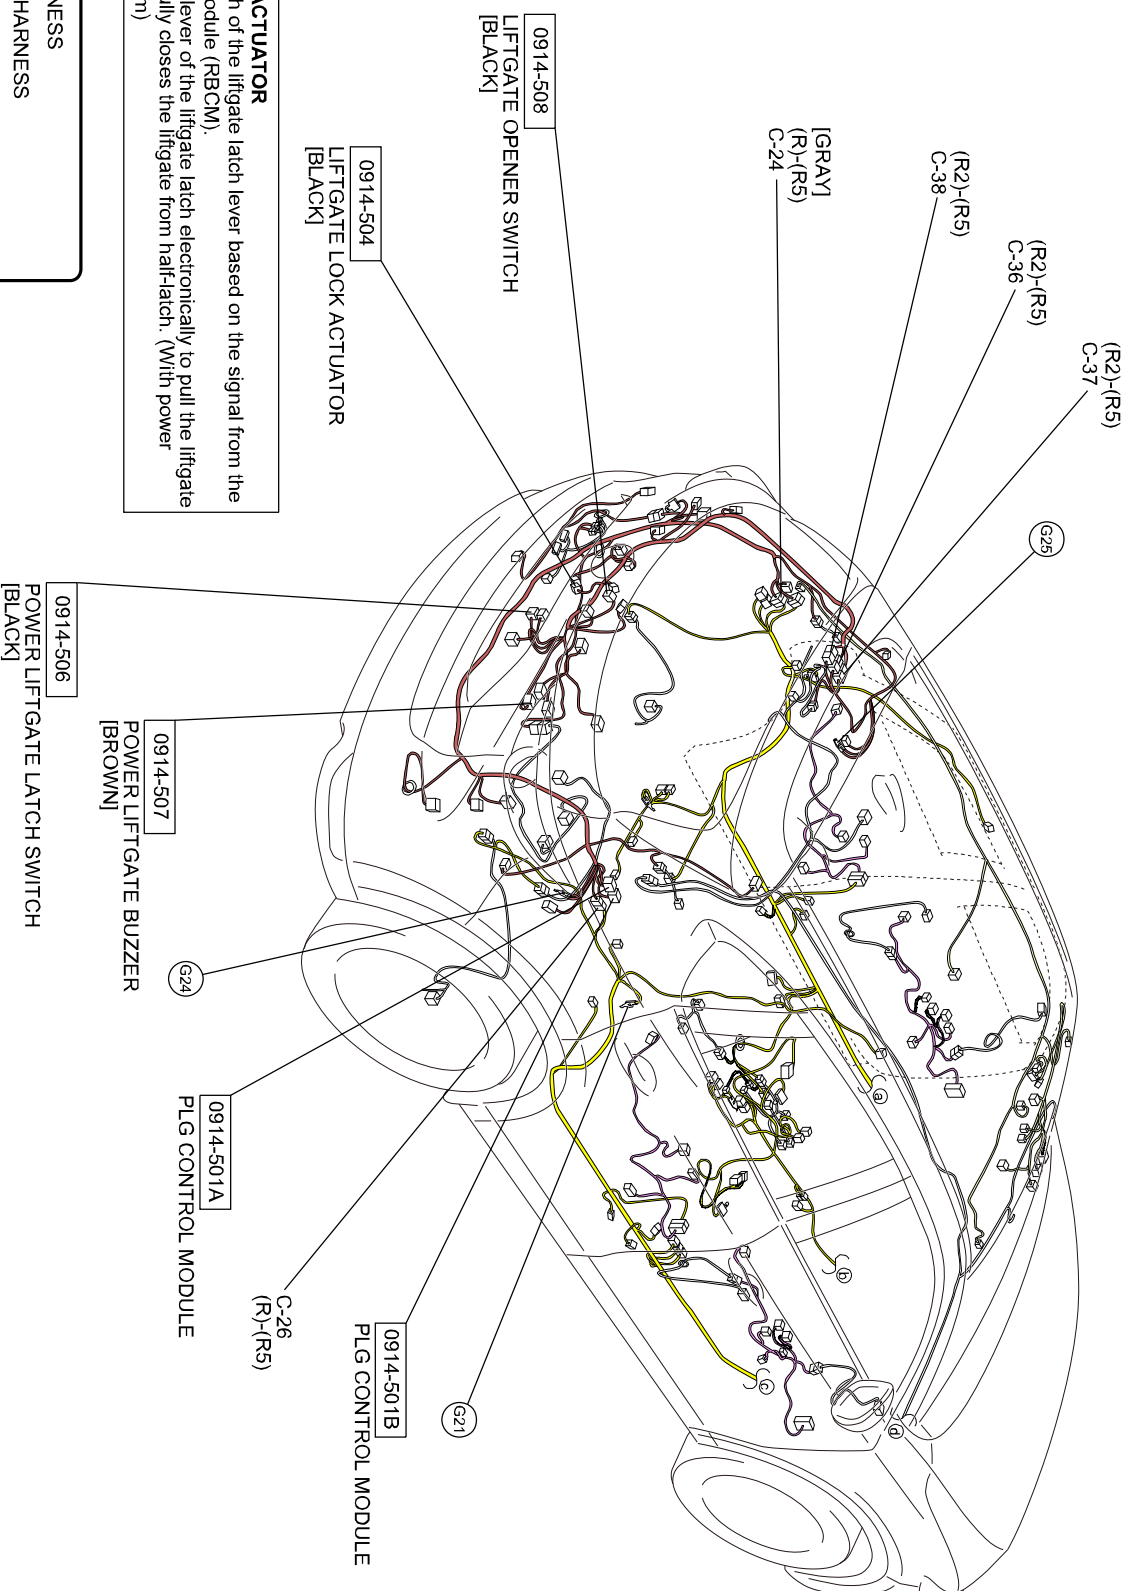 (R2)-(R5)
C-37
(R2)-(R5)
C-36
(R2)-(R5)
C-38
[GRAY]
(R)-(R5)
C-24
G25
0914-508
LIFTGATE OPENER SWITCH
[BLACK]
0914-504
LIFTGATE LOCK ACTUATOR
[BLACK]
ACTUATOR
of the liftgate latch lever based on the signal from the
(RBCM).
lever of the liftgate latch electronically to pull the liftgate
closes the liftgate from half-latch. (With power
HARNESS
0914-506
POWER LIFTGATE LATCH SWITCH
[BLACK]
0914-507
POWER LIFTGATE BUZZER
[BROWN]
G24
0914-501A
PLG CONTROL MODULE
C-26
(R)-(R5)
0914-501B
PLG CONTROL MODULE
G21
a
b
c
d